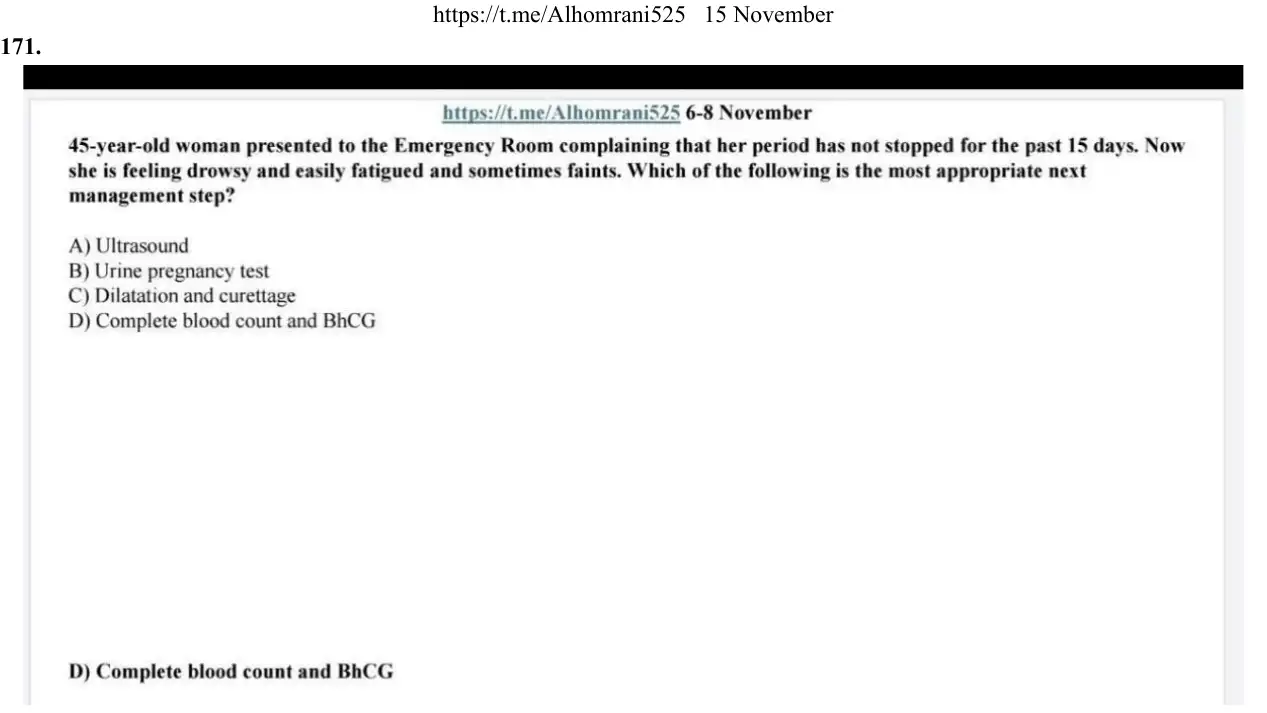 https://t.me/Alhomrani525 15 November
171.
https://t.me/Alhomrani525 6-8 November
45-year-old woman presented to the Emergency Room complaining that her period has not stopped for the past 15 days. Now
she is feeling drowsy and easily fatigued and sometimes faints. Which of the following is the most appropriate next
management step?
A) Ultrasound
B) Urine pregnancy test
C) Dilatation and curettage
D) Complete blood count and BhCG
D) Complete blood count and BhCG